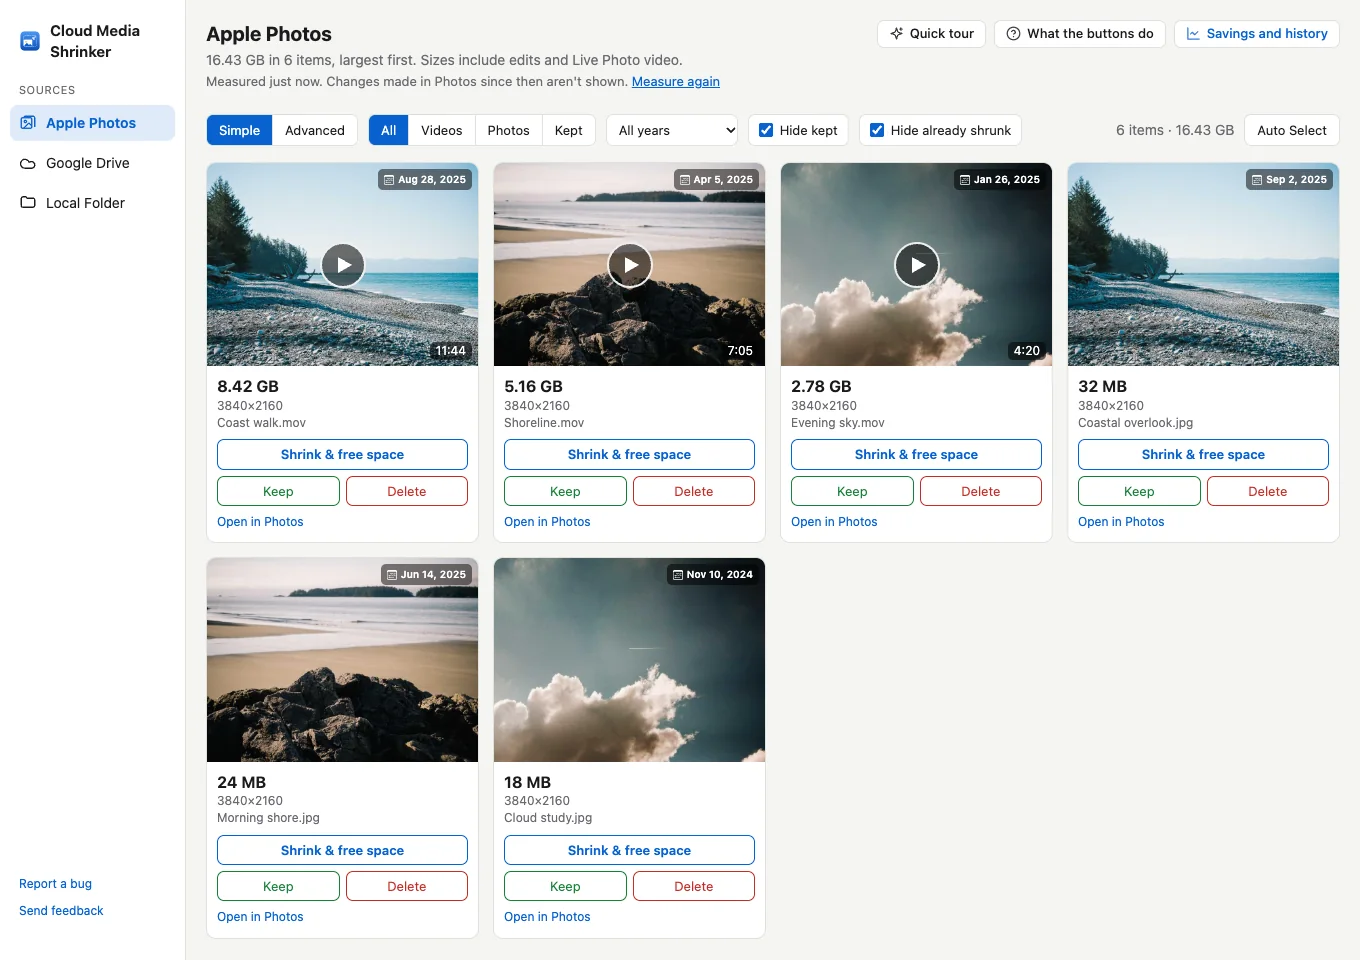 Cloud Media
Shrinker
SOURCES
Apple Photos
Google Drive
Local Folder
Report a bug
Send feedback
Apple Photos
16.43 GB in 6 items, largest first. Sizes include edits and Live Photo video.
Measured just now. Changes made in Photos since then aren't shown. Measure again
Quick tour
What the buttons do
Savings and history
Simple Advanced
All Videos Photos Kept
All years
Hide kept
Hide already shrunk
6 items · 16.43 GB
Auto Select
Aug 28, 2025
11:44
8.42 GB
3840×2160
Coast walk.mov
Shrink & free space
Keep Delete
Open in Photos
Apr 5, 2025
7:05
5.16 GB
3840×2160
Shoreline.mov
Shrink & free space
Keep Delete
Open in Photos
Jan 26, 2025
4:20
2.78 GB
3840×2160
Evening sky.mov
Shrink & free space
Keep Delete
Open in Photos
Sep 2, 2025
32 MB
3840×2160
Coastal overlook.jpg
Shrink & free space
Keep Delete
Open in Photos
Jun 14, 2025
24 MB
3840×2160
Morning shore.jpg
Shrink & free space
Keep Delete
Open in Photos
Nov 10, 2024
18 MB
3840×2160
Cloud study.jpg
Shrink & free space
Keep Delete
Open in Photos